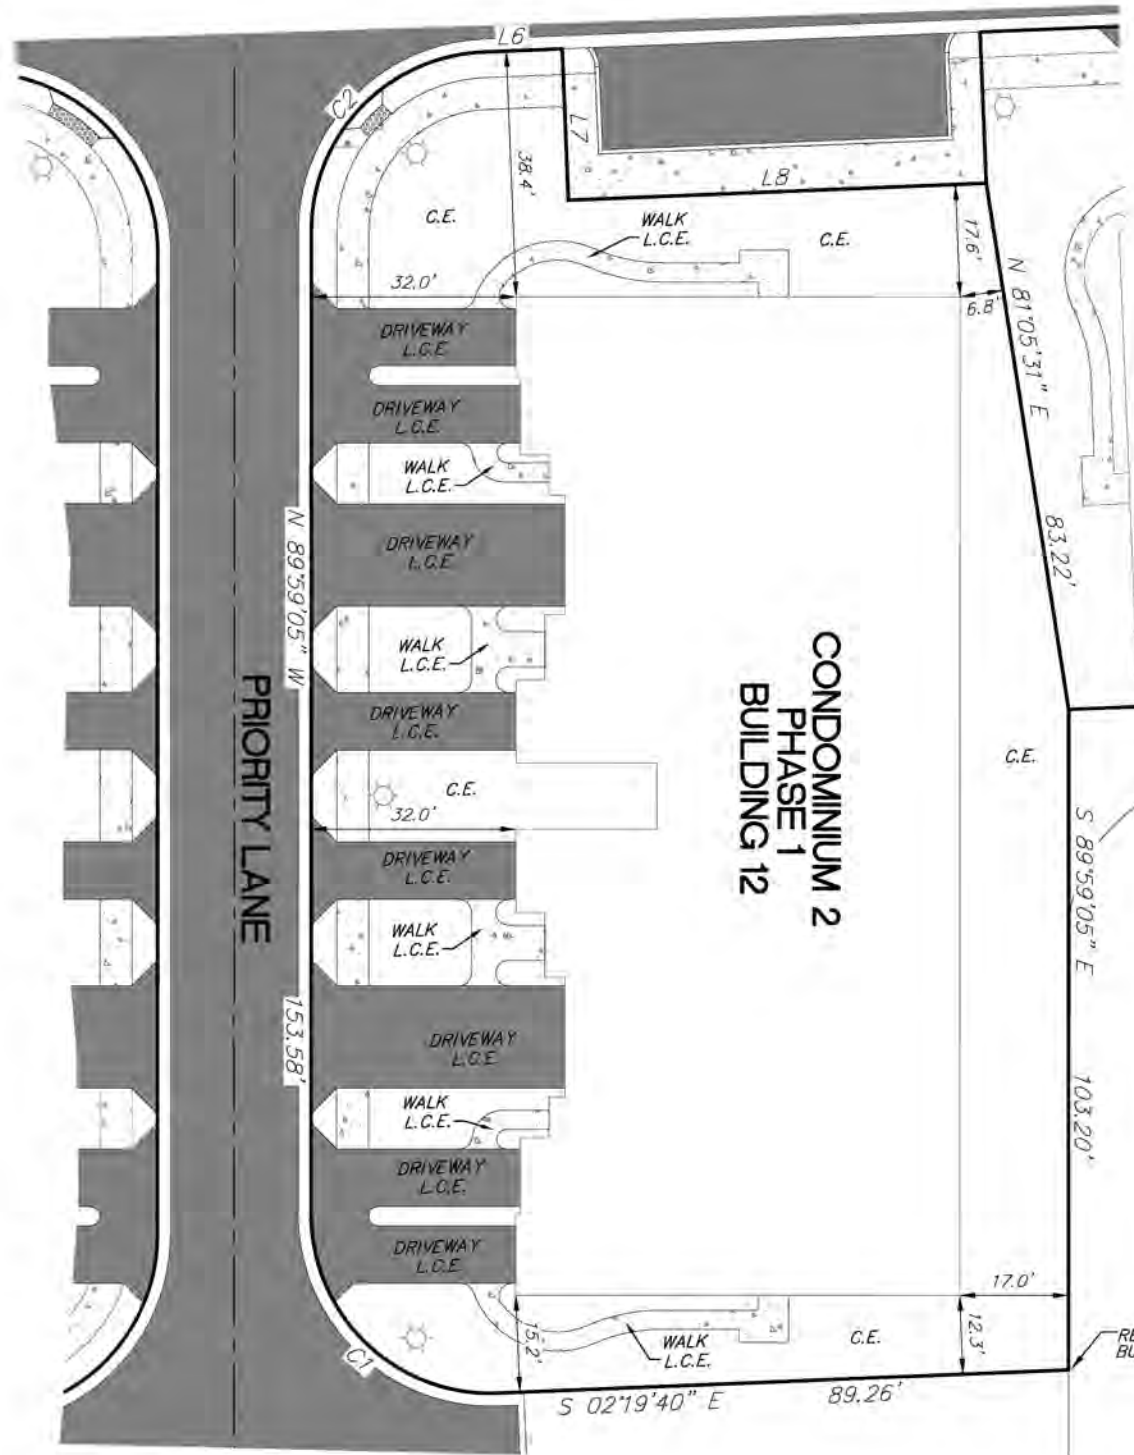 L6
C2
L7
38.4'
L8
C.E.
WALK
L.C.E.
C.E.
17.6'
32.0'
6.8'
N 81°05'31" E
83.22'
DRIVEWAY
L.C.E.
DRIVEWAY
L.C.E.
WALK
L.C.E.
N 89°59'05" W
153.58'
DRIVEWAY
L.C.E.
WALK
L.C.E.
PRIORITY LANE
CONDOMINIUM 2
PHASE 1
BUILDING 12
DRIVEWAY
L.C.E.
C.E.
C.E.
32.0'
S 89°59'05" E
103.20'
DRIVEWAY
L.C.E.
WALK
L.C.E.
DRIVEWAY
L.C.E.
WALK
L.C.E.
DRIVEWAY
L.C.E.
DRIVEWAY
L.C.E.
17.0'
15.2'
12.3'
C1
WALK
L.C.E.
C.E.
RE
BU
S 02°19'40" E
89.26'